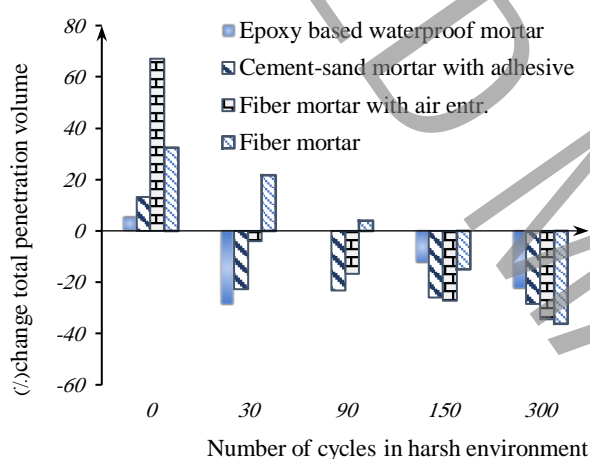 80
60
40
20
0
-20
-40
-60
(٪)change total penetration volume
Epoxy based waterproof mortar
Cement-sand mortar with adhesive
Fiber mortar with air entr.
Fiber mortar
0 30 90 150 300
Number of cycles in harsh environment